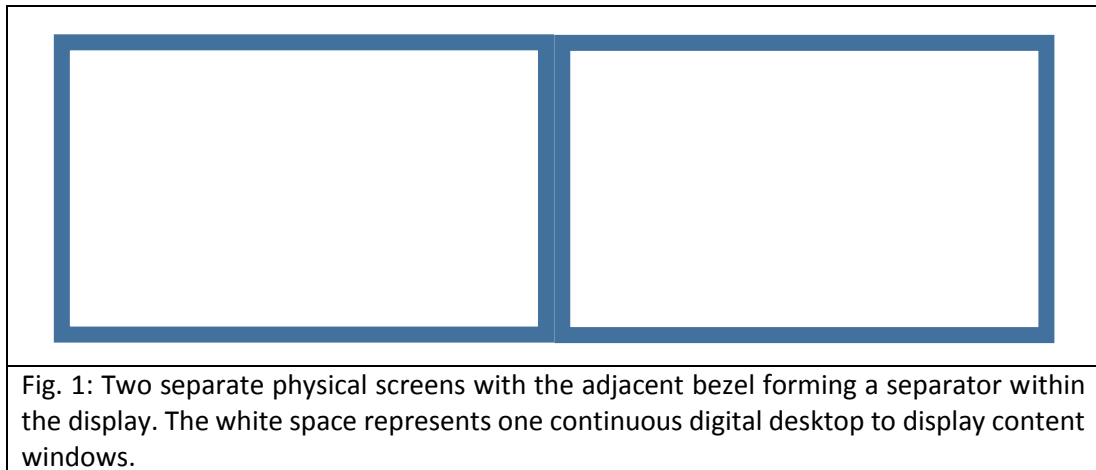 Fig. 1: Two separate physical screens with the adjacent bezel forming a separator within
the display. The white space represents one continuous digital desktop to display content
windows.